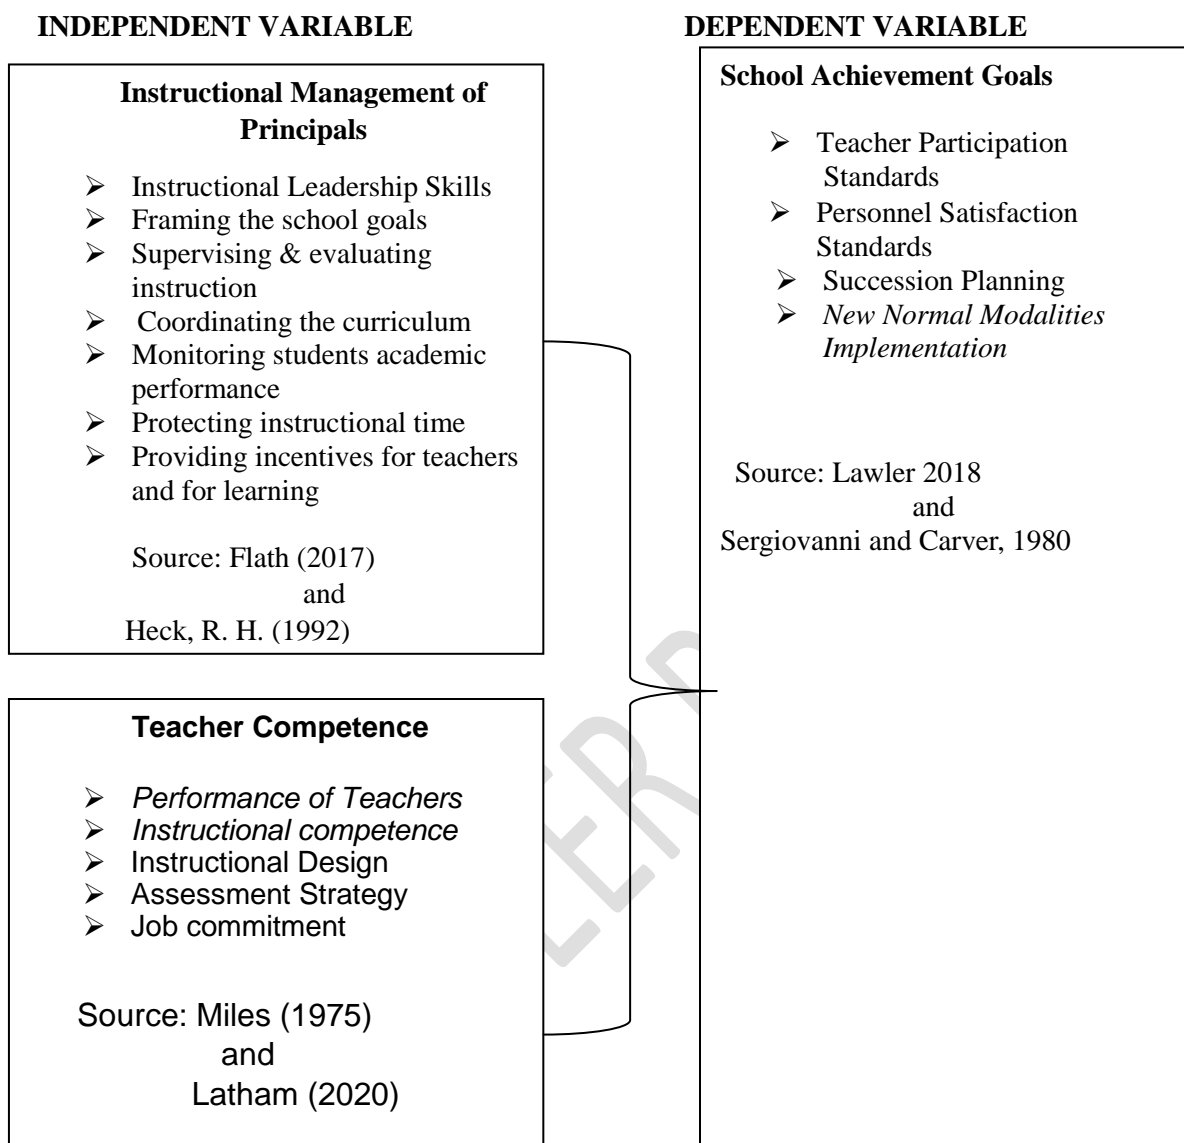 INDEPENDENT VARIABLE
DEPENDENT VARIABLE
Instructional Management of
Principals
➢ Instructional Leadership Skills
➢ Framing the school goals
➢ Supervising & evaluating
instruction
➢ Coordinating the curriculum
➢ Monitoring students academic
performance
➢ Protecting instructional time
➢ Providing incentives for teachers
and for learning
Source: Flath (2017)
and
Heck, R. H. (1992)
Teacher Competence
➢ Performance of Teachers
➢ Instructional competence
➢ Instructional Design
➢ Assessment Strategy
➢ Job commitment
Source: Miles (1975)
and
Latham (2020)
School Achievement Goals
➢ Teacher Participation
Standards
➢ Personnel Satisfaction
Standards
➢ Succession Planning
➢ New Normal Modalities
Implementation
Source: Lawler 2018
and
Sergiovanni and Carver, 1980